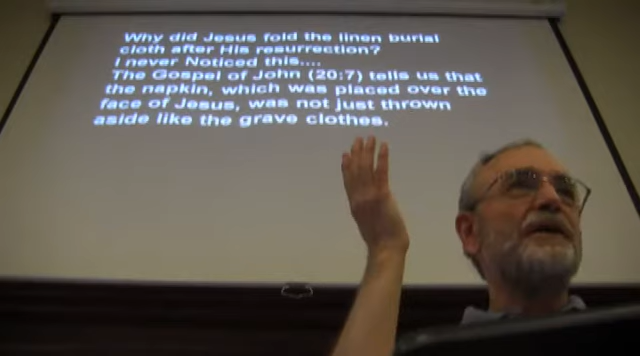 Why did Jesus fold the linen burial
cloth after His resurrection?
I never Noticed this....
The Gospel of John (20:7) tells us that
the napkin, which was placed over the
face of Jesus, was not just thrown
aside like the grave clothes.